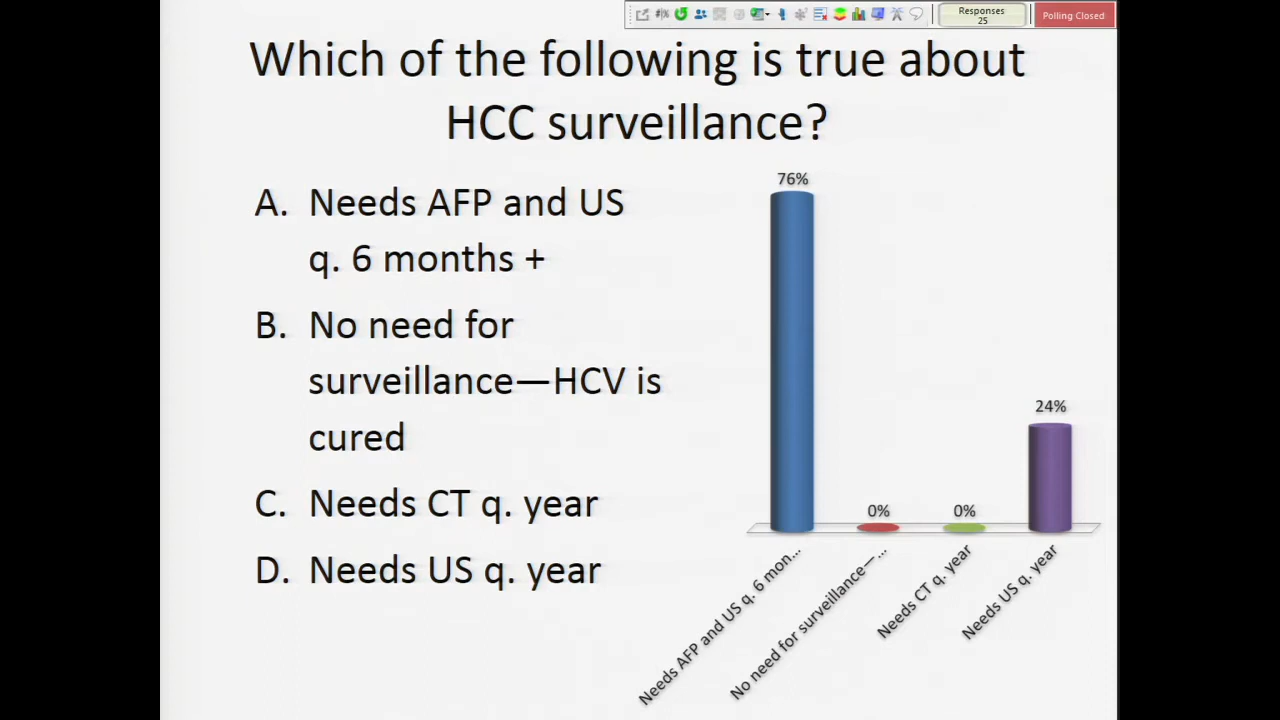 Responses
25
Polling Closed
Which of the following is true about
HCC surveillance?
A. Needs AFP and US
q. 6 months +
B. No need for
surveillance—HCV is
cured
C. Needs CT q. year
D. Needs US q. year
76%
0%
0%
24%
Needs AFP and US q. 6 mon...
No need for surveillance—...
Needs CT q. year
Needs US q. year